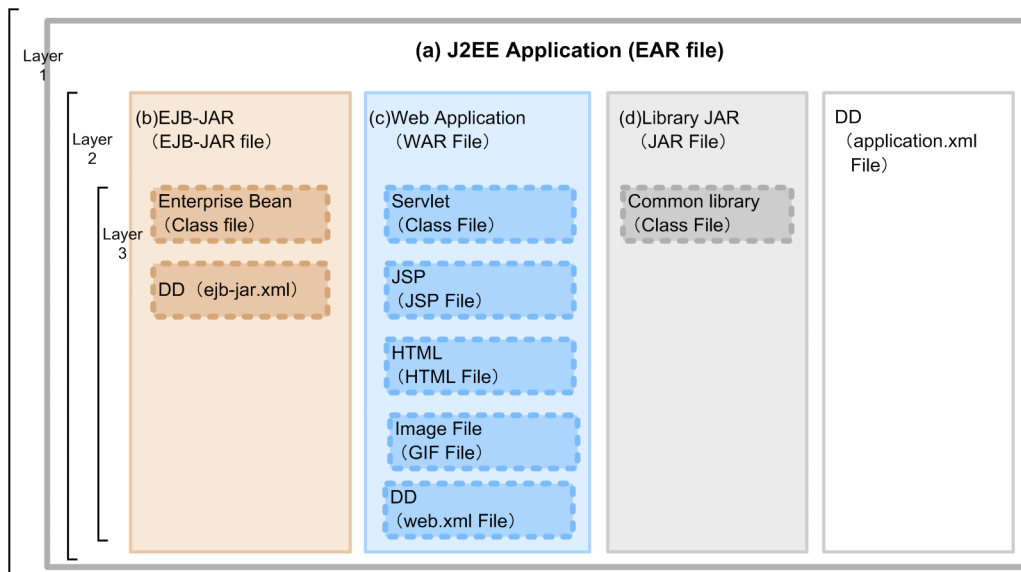 Layer
1
(a) J2EE Application (EAR file)
Layer
2
(b)EJB-JAR
（EJB-JAR file）
(c)Web Application
（WAR File）
(d)Library JAR
（JAR File）
DD
（application.xml
File）
Layer
3
Enterprise Bean
（Class file）
DD（ejb-jar.xml）
Servlet
（Class File）
JSP
（JSP File）
HTML
（HTML File）
Image File
（GIF File）
DD
（web.xml File）
Common library
（Class File）